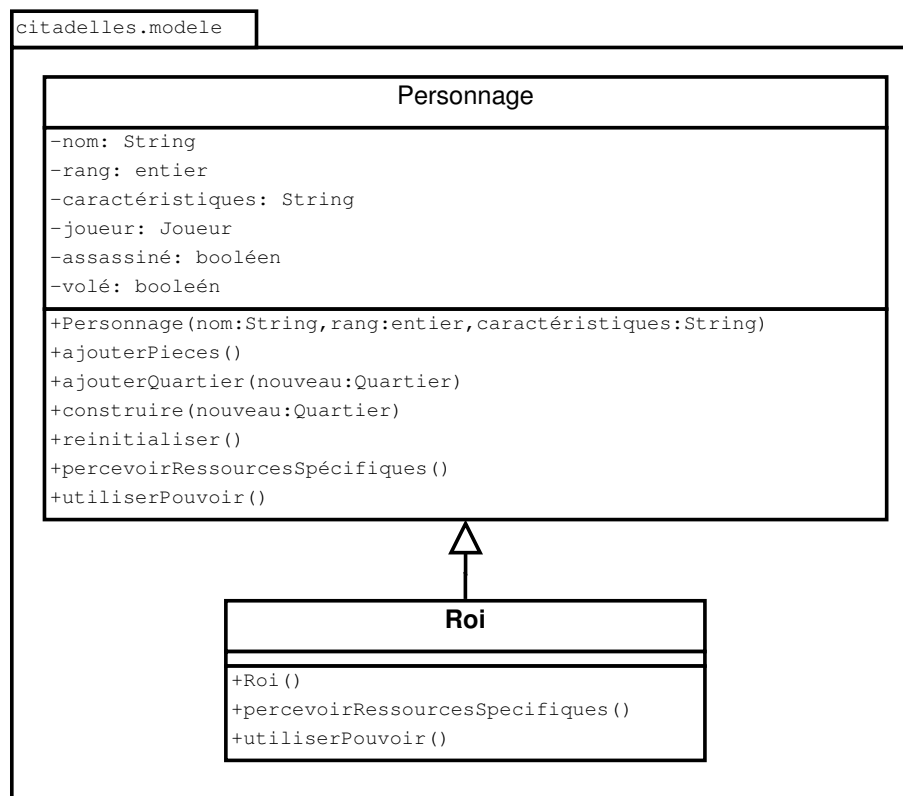 citadelles.modele
Personnage
-nom: String
-rang: entier
-caractéristiques: String
-joueur: Joueur
-assassiné: booléen
-volé: booleén
+Personnage(nom:String,rang:entier,caractéristiques:String)
+ajouterPieces()
+ajouterQuartier(nouveau:Quartier)
+construire(nouveau:Quartier)
+reinitialiser()
+percevoirRessourcesSpécifiques()
+utiliserPouvoir()
Roi
+Roi()
+percevoirRessourcesSpecifiques()
+utiliserPouvoir()